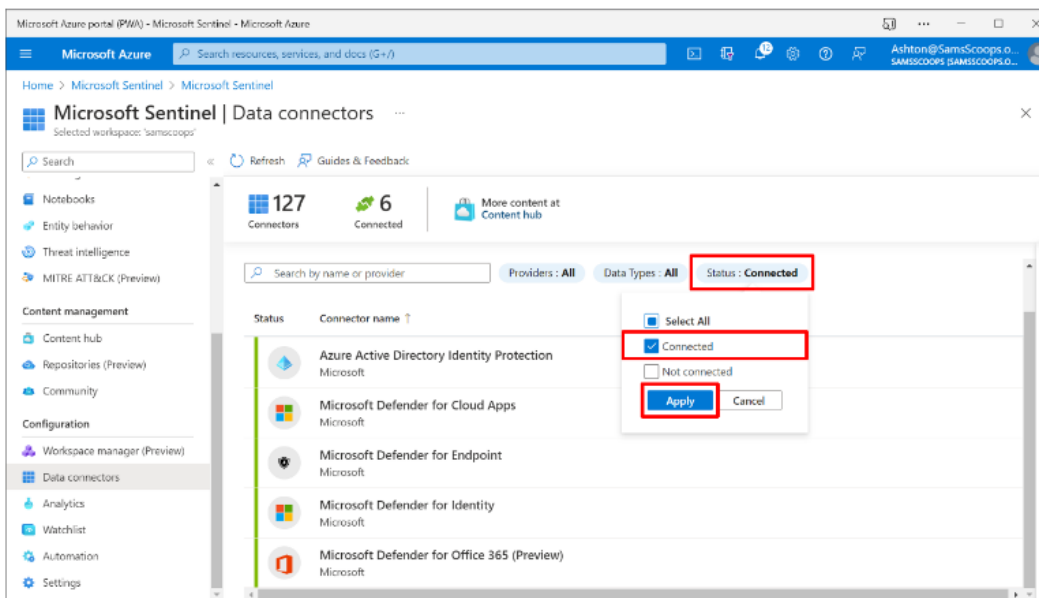 Microsoft Azure portal (PWA) - Microsoft Sentinel - Microsoft Azure
Microsoft Azure
Search resources, services, and docs (G+/)
12
Ashton@SamsScoops.o...
SAMSSCOOPS (SAMSSCOOPS.O...
Home > Microsoft Sentinel > Microsoft Sentinel
Microsoft Sentinel | Data connectors ...
Selected workspace: 'samscoops'
Search
Refresh
Guides & Feedback
Notebooks
Entity behavior
Threat intelligence
MITRE ATT&CK (Preview)
Content management
Content hub
Repositories (Preview)
Community
Configuration
Workspace manager (Preview)
Data connectors
Analytics
Watchlist
Automation
Settings
127
Connectors
6
Connected
More content at
Content hub
Search by name or provider
Providers : All
Data Types : All
Status : Connected
Select All
Connected
Not connected
Apply
Cancel
Status
Connector name ↑
Azure Active Directory Identity Protection
Microsoft
Microsoft Defender for Cloud Apps
Microsoft
Microsoft Defender for Endpoint
Microsoft
Microsoft Defender for Identity
Microsoft
Microsoft Defender for Office 365 (Preview)
Microsoft